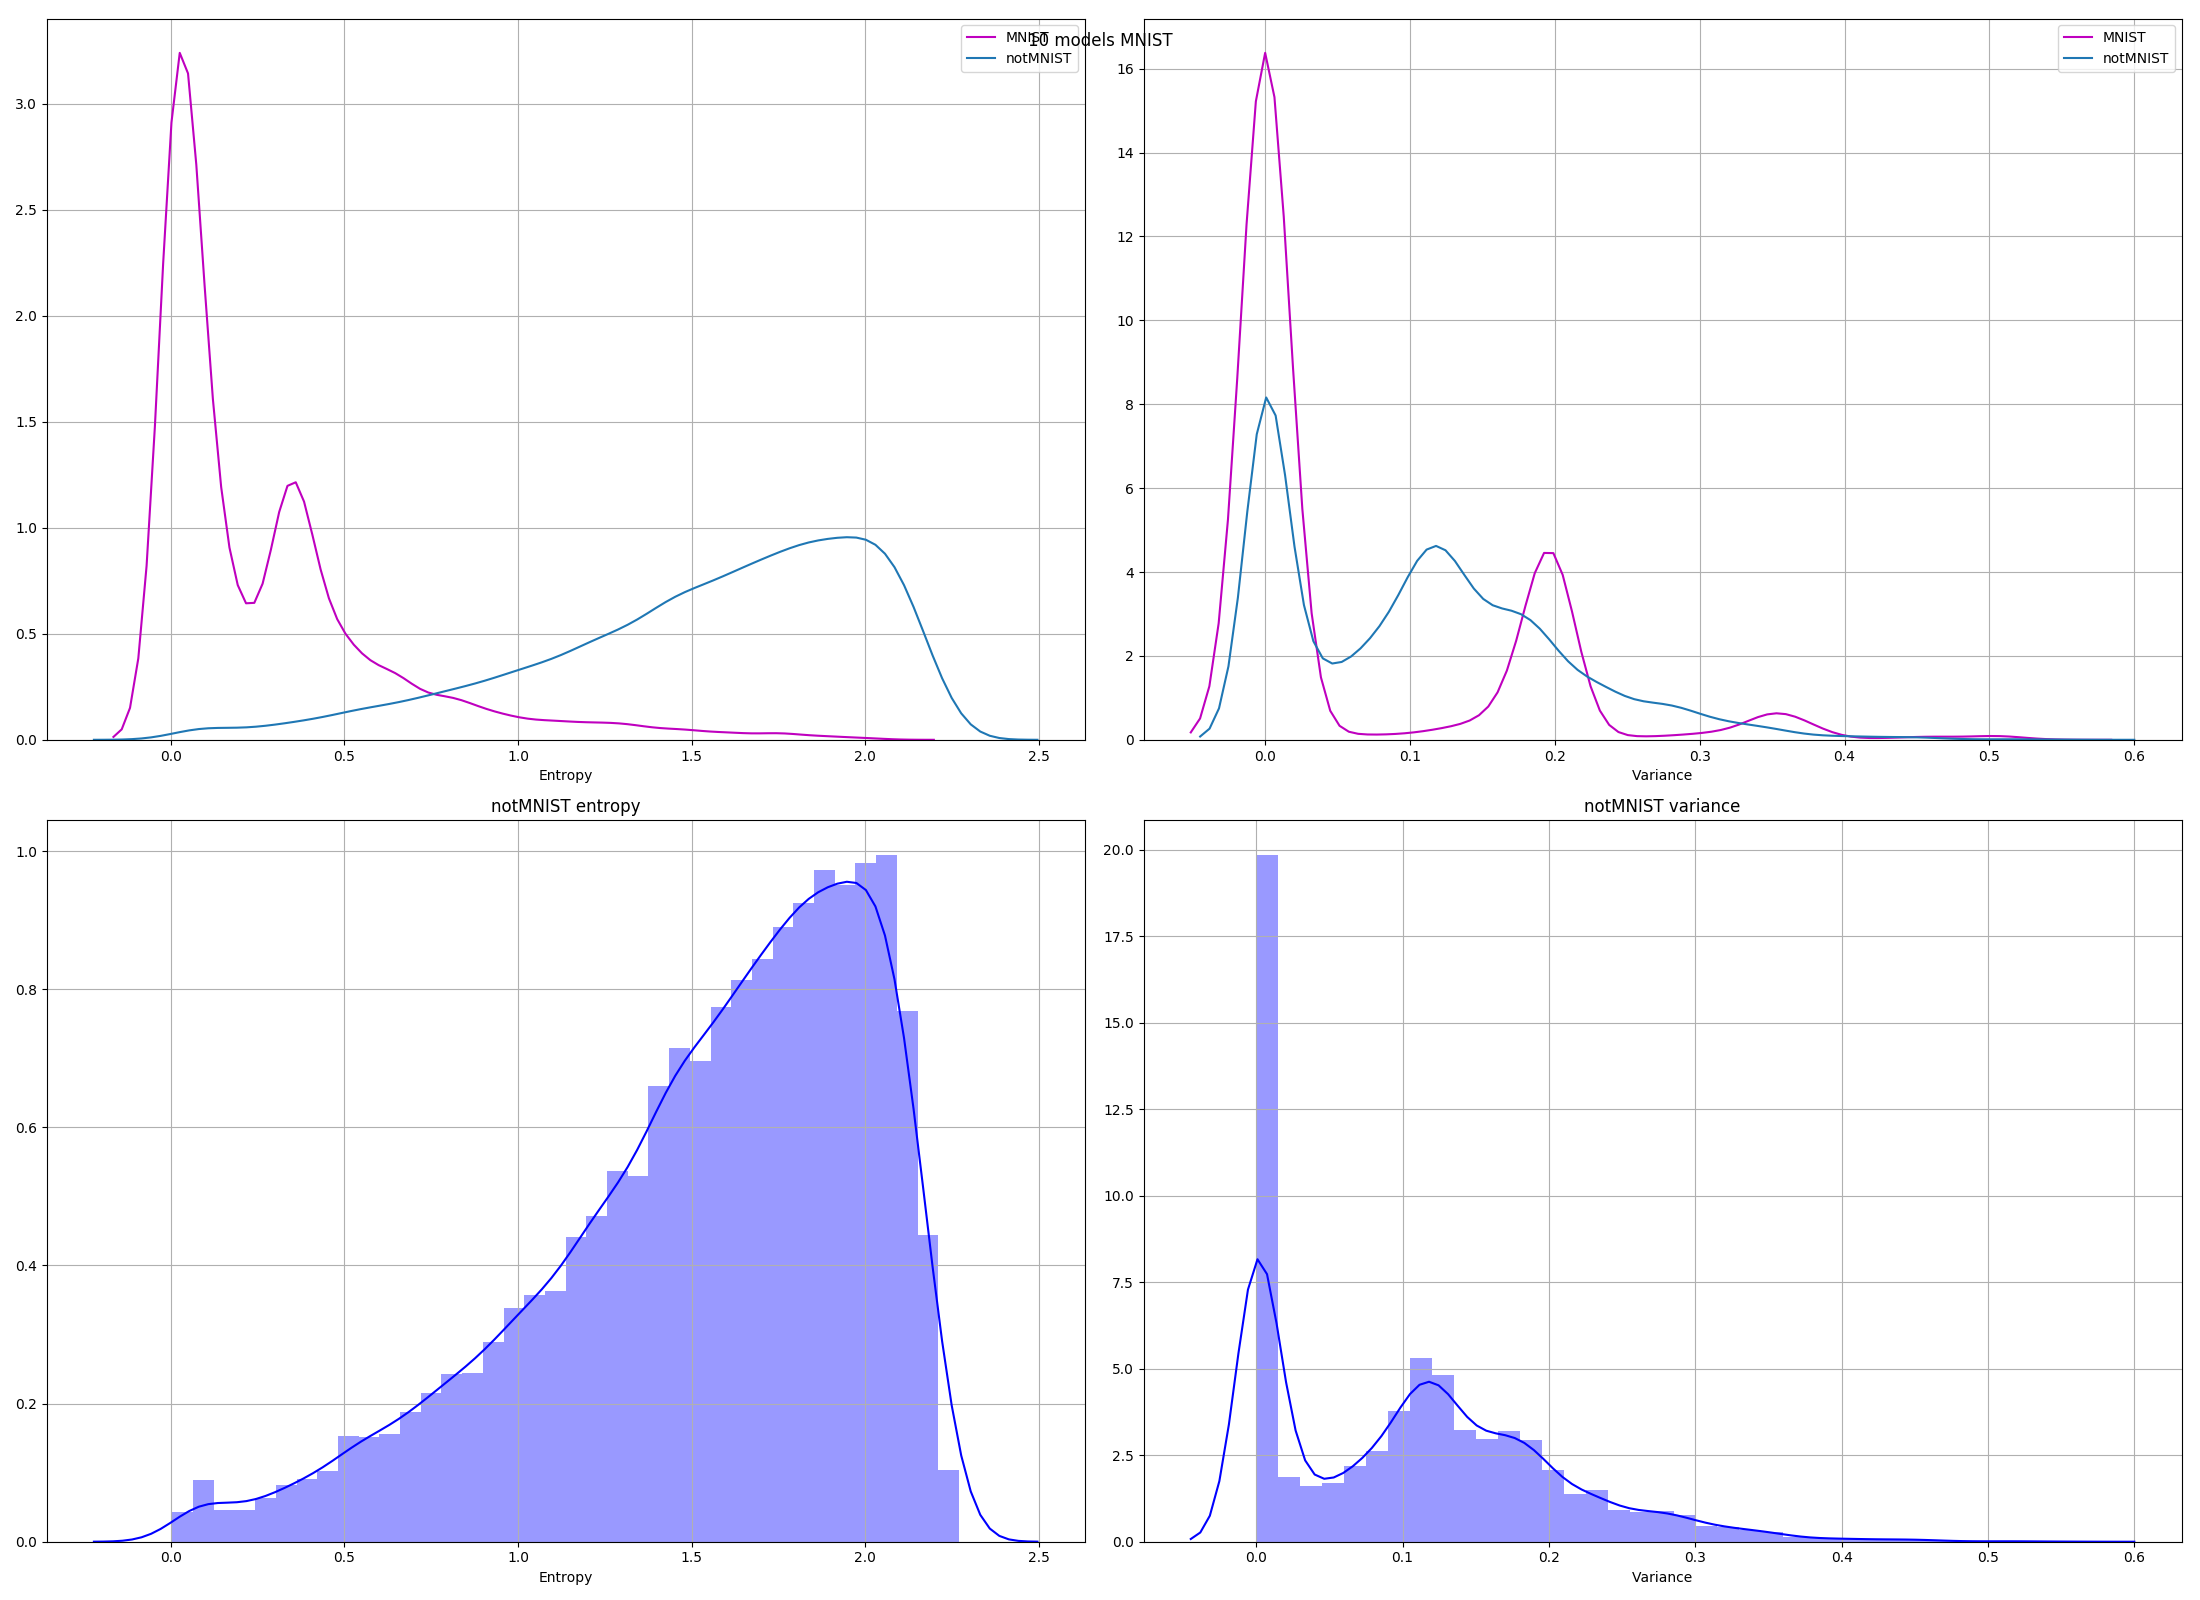 10 models MNIST
MNIST
notMNIST
3.0
2.5
2.0
1.5
1.0
0.5
0.0
0.0 0.5 1.0 1.5 2.0 2.5
Entropy
MNIST
notMNIST
16
14
12
10
8
6
4
2
0
0.0 0.1 0.2 0.3 0.4 0.5 0.6
Variance
notMNIST entropy
1.0
0.8
0.6
0.4
0.2
0.0
0.0 0.5 1.0 1.5 2.0 2.5
Entropy
notMNIST variance
20.0
17.5
15.0
12.5
10.0
7.5
5.0
2.5
0.0
0.0 0.1 0.2 0.3 0.4 0.5 0.6
Variance